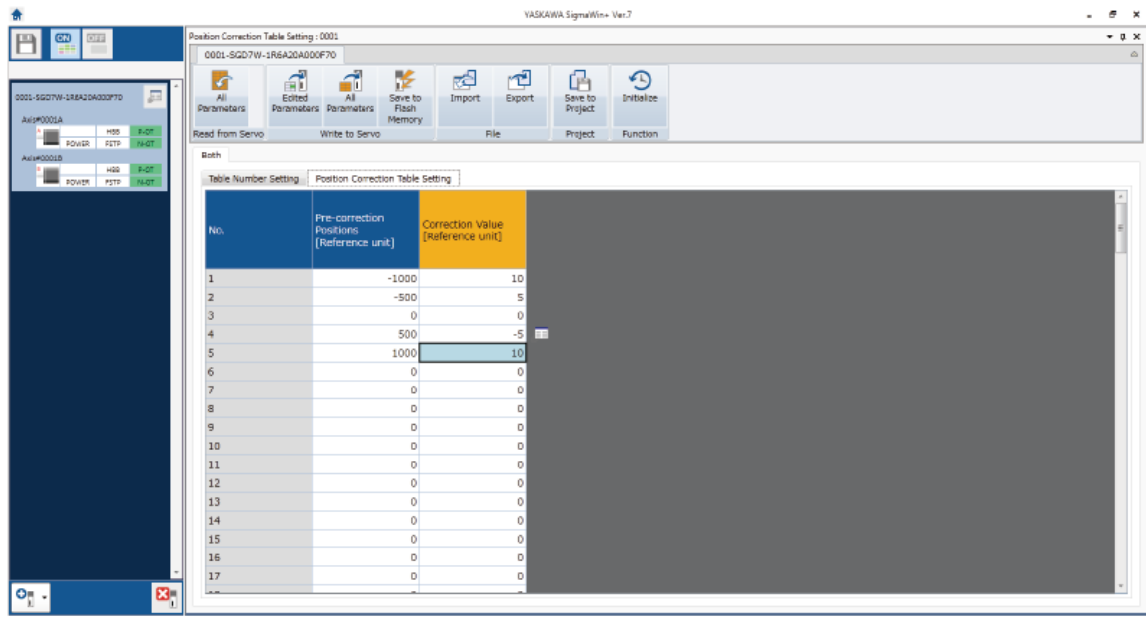 YASKAWA SigmaWin+ Ver.7
ON OFF
Position Correction Table Setting : 0001
0001-SGD7W-1R6A20A000F70
All Parameters
Edited Parameters
All Parameters
Save to Flash Memory
Import
Export
Save to Project
Initialize
Read from Servo
Write to Servo
File
Project
Function
0001-SGD7W-1R6A20A000F70
Axis#0001A
HBB P-OT
POWER FSTP N-OT
Axis#0001B
HBB P-OT
POWER FSTP N-OT
Both
Table Number Setting
Position Correction Table Setting
No.
Pre-correction Positions [Reference unit]
Correction Value [Reference unit]
1 -1000 10
2 -500 5
3 0 0
4 500 -5
5 1000 10
6 0 0
7 0 0
8 0 0
9 0 0
10 0 0
11 0 0
12 0 0
13 0 0
14 0 0
15 0 0
16 0 0
17 0 0